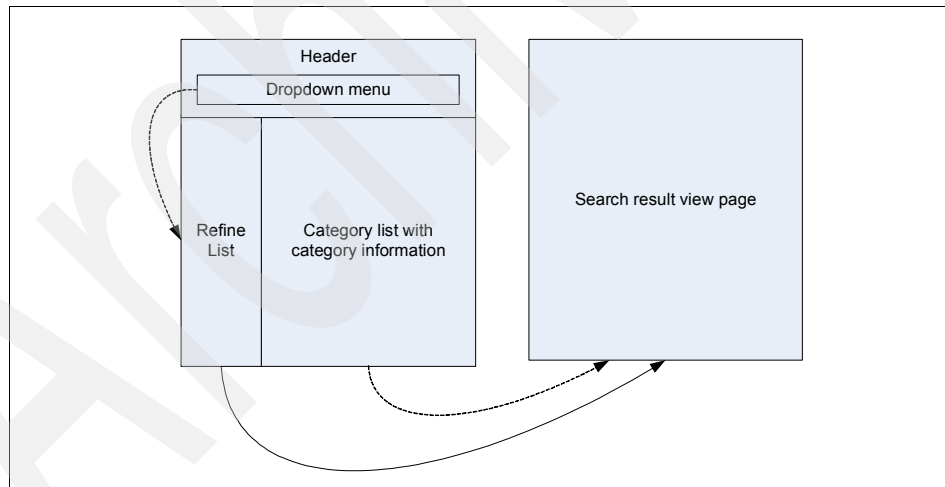 Header
Dropdown menu
Refine
List
Category list with
category information
Search result view page